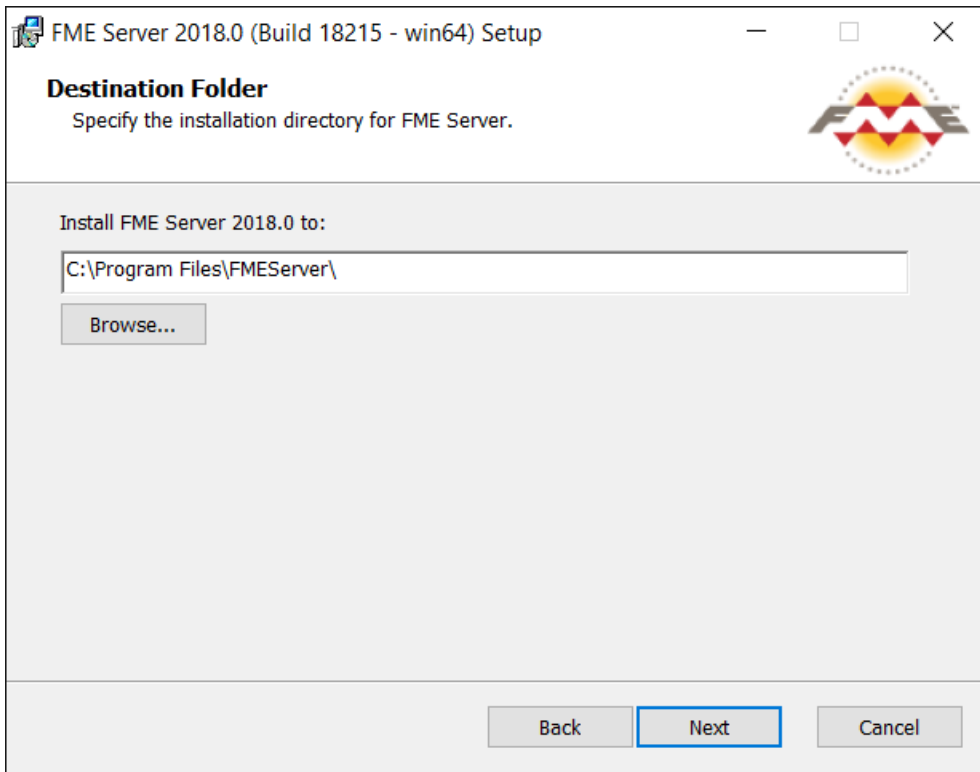 FME Server 2018.0 (Build 18215 - win64) Setup
Destination Folder
Specify the installation directory for FME Server.
FME
Install FME Server 2018.0 to:
C:\Program Files\FMEServer\
Browse...
Back Next Cancel